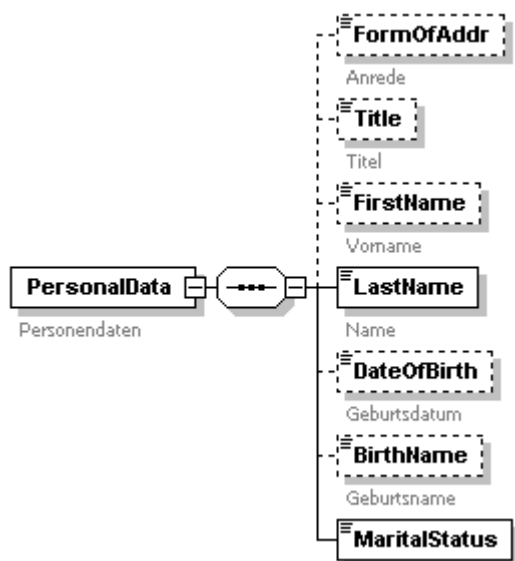 FormOfAddr
Anrede
Title
Titel
FirstName
Vorname
PersonalData
Personendaten
LastName
Name
DateOfBirth
Geburtsdatum
BirthName
Geburtsname
MaritalStatus